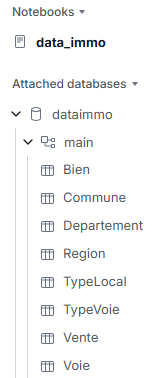 Notebooks
data_immo
Attached databases
dataimmo
main
Bien
Commune
Departement
Region
TypeLocal
TypeVoie
Vente
Voie